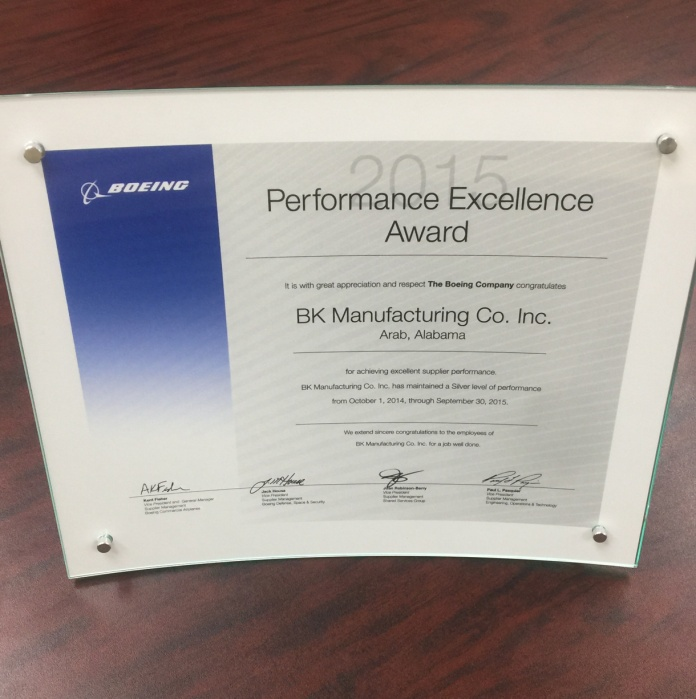 BOEING
2015
Performance Excellence
Award
It is with great appreciation and respect The Boeing Company congratulates
BK Manufacturing Co. Inc.
Arab, Alabama
for achieving excellent supplier performance.
BK Manufacturing Co. Inc. has maintained a Silver level of performance
from October 1, 2014, through September 30, 2015.
We extend sincere congratulations to the employees of
BK Manufacturing Co. Inc. for a job well done.
Kent Fisher
Vice President and General Manager
Supplier Management
Boeing Commercial Airplanes
Jack House
Vice President
Supplier Management
Boeing Defense, Space & Security
Robinson-Berry
Vice President
Supplier Management
Shared Services Group
Paul L.
Vice President
Supplier Management
Engineering, Operations & Technology